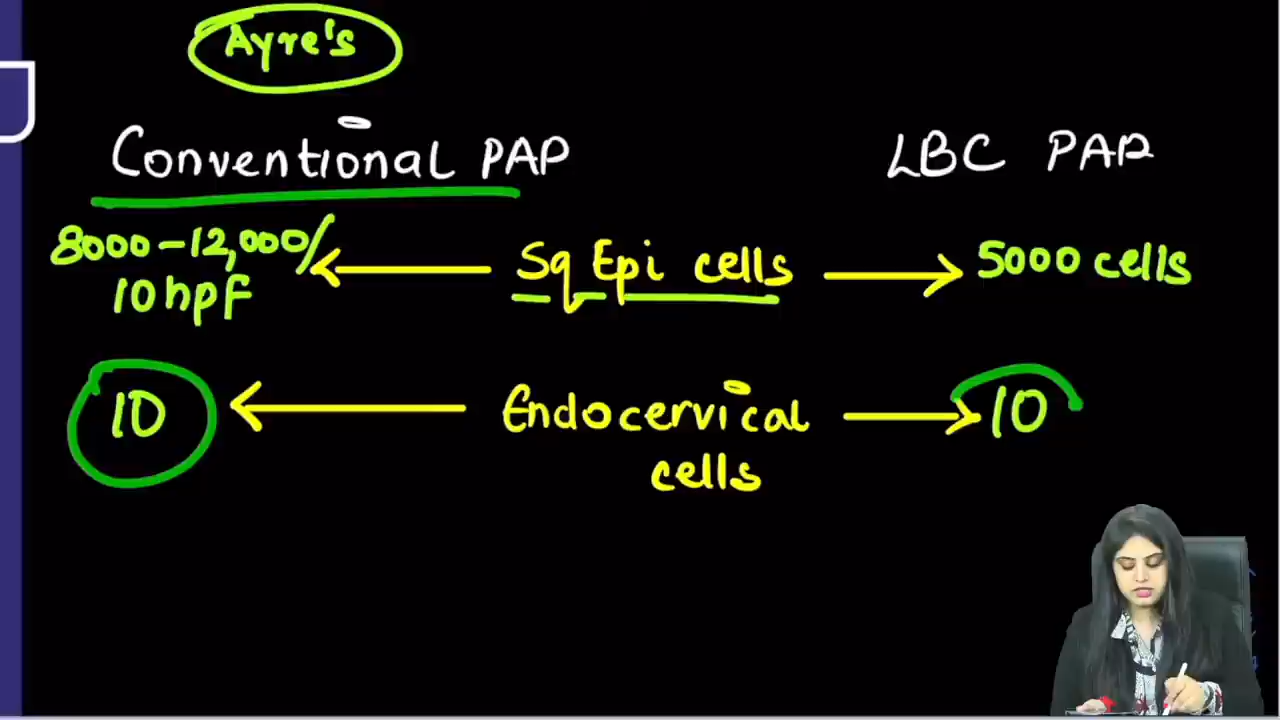 Ayre's
Conventional PAP
LBC PAP
8000-12,000/
10hpf
Sq Epi cells
5000 cells
10
Endocervical
cells
10